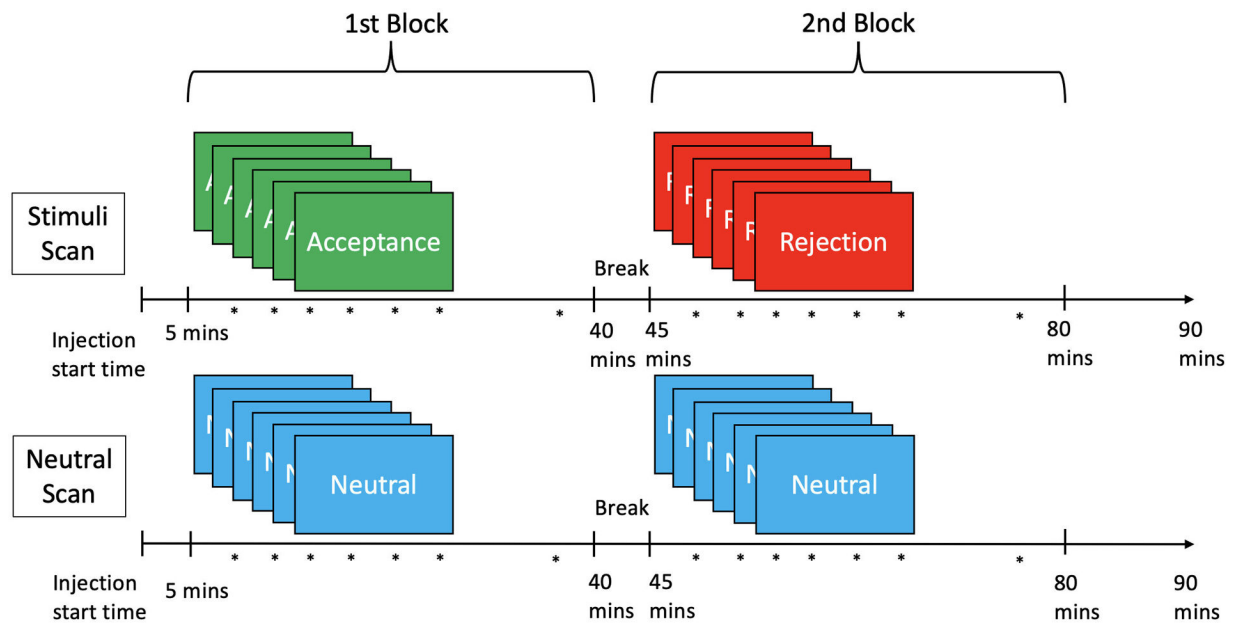 1st Block
2nd Block
Stimuli
Scan
A
A
A
A
A
Acceptance
R
R
R
R
R
Rejection
Break
* * * * * * *
* * * * * * *
Injection
start time
5 mins
40
mins
45
mins
80
mins
90
mins
Neutral
Scan
N
N
N
N
N
Neutral
N
N
N
N
N
Neutral
Break
* * * * * * *
* * * * * * *
Injection
start time
5 mins
40
mins
45
mins
80
mins
90
mins